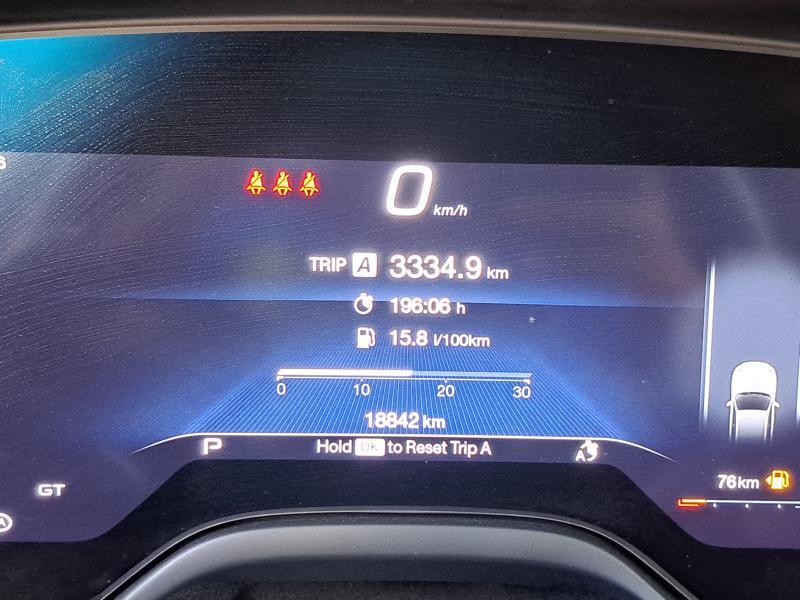 0 km/h
TRIP A 3334.9 km
196:06 h
15.8 l/100km
0 10 20 30
18842 km
P Hold OK to Reset Trip A A
GT
76km
A